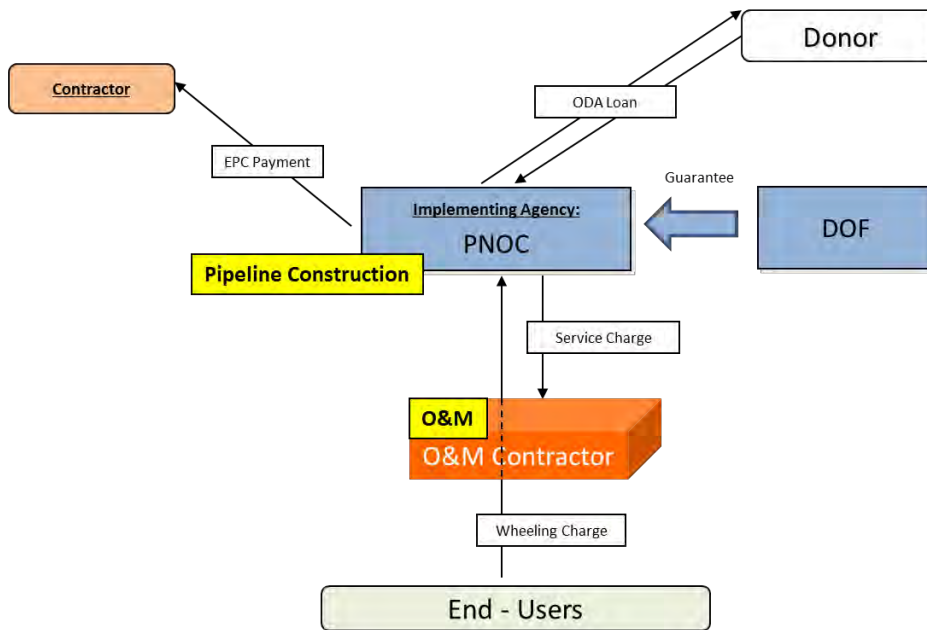 Donor
Contractor
ODA Loan
EPC Payment
Guarantee
Implementing Agency:
PNOC
DOF
Pipeline Construction
Service Charge
O&M
O&M Contractor
Wheeling Charge
End - Users